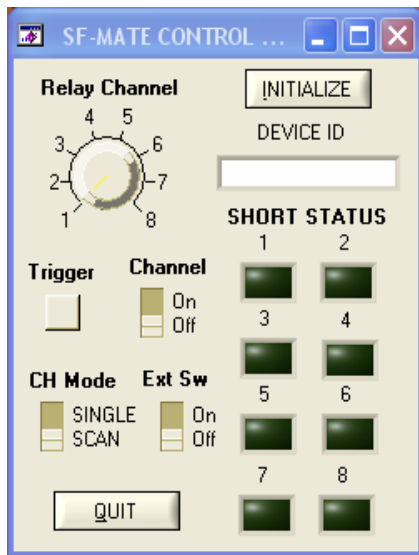 SF-MATE CONTROL ...
Relay Channel
4 5
3 6
2 7
1 8
INITIALIZE
DEVICE ID
SHORT STATUS
1 2
3 4
5 6
7 8
Trigger
Channel
On
Off
CH Mode
SINGLE
SCAN
Ext Sw
On
Off
QUIT